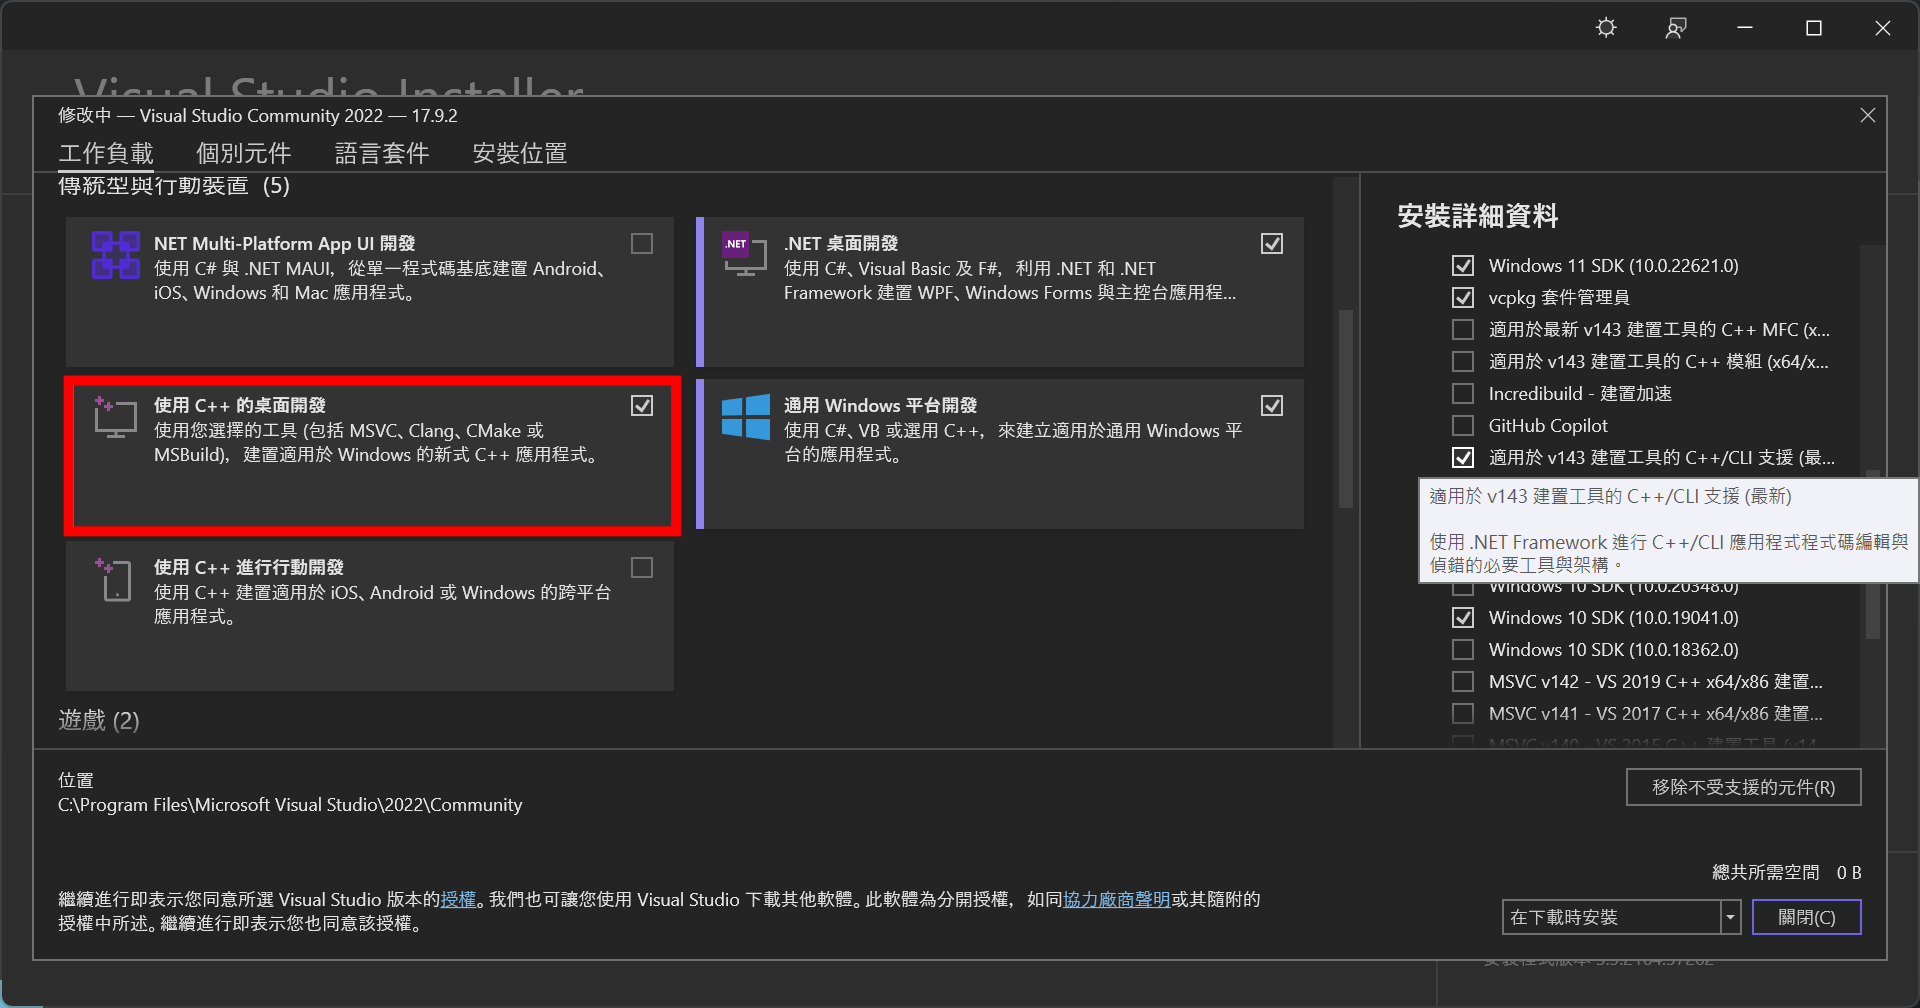 Visual Studio Installer
修改中 — Visual Studio Community 2022 — 17.9.2
工作負載
個別元件
語言套件
安裝位置
傳統型與行動裝置 (5)
NET Multi-Platform App UI 開發
使用 C# 與 .NET MAUI，從單一程式碼基底建置 Android、
iOS、Windows 和 Mac 應用程式。
.NET
.NET 桌面開發
使用 C#、Visual Basic 及 F#，利用 .NET 和 .NET
Framework 建置 WPF、Windows Forms 與主控台應用程...
使用 C++ 的桌面開發
使用您選擇的工具 (包括 MSVC、Clang、CMake 或
MSBuild)，建置適用於 Windows 的新式 C++ 應用程式。
通用 Windows 平台開發
使用 C#、VB 或選用 C++，來建立適用於通用 Windows 平
台的應用程式。
使用 C++ 進行行動開發
使用 C++ 建置適用於 iOS、Android 或 Windows 的跨平台
應用程式。
遊戲 (2)
安裝詳細資料
Windows 11 SDK (10.0.22621.0)
vcpkg 套件管理員
適用於最新 v143 建置工具的 C++ MFC (x...
適用於 v143 建置工具的 C++ 模組 (x64/x...
Incredibuild - 建置加速
GitHub Copilot
適用於 v143 建置工具的 C++/CLI 支援 (最...
適用於 v143 建置工具的 C++/CLI 支援 (最新)
使用 .NET Framework 進行 C++/CLI 應用程式程式碼編輯與
偵錯的必要工具與架構。
Windows 10 SDK (10.0.20348.0)
Windows 10 SDK (10.0.19041.0)
Windows 10 SDK (10.0.18362.0)
MSVC v142 - VS 2019 C++ x64/x86 建置...
MSVC v141 - VS 2017 C++ x64/x86 建置...
MSVC v140 - VS 2015 C++ 建置工具 (v14...
位置
C:\Program Files\Microsoft Visual Studio\2022\Community
移除不受支援的元件(R)
總共所需空間 0 B
繼續進行即表示您同意所選 Visual Studio 版本的授權。我們也可讓您使用 Visual Studio 下載其他軟體。此軟體為分開授權，如同協力廠商聲明或其隨附的
授權中所述。繼續進行即表示您也同意該授權。
在下載時安裝
關閉(C)